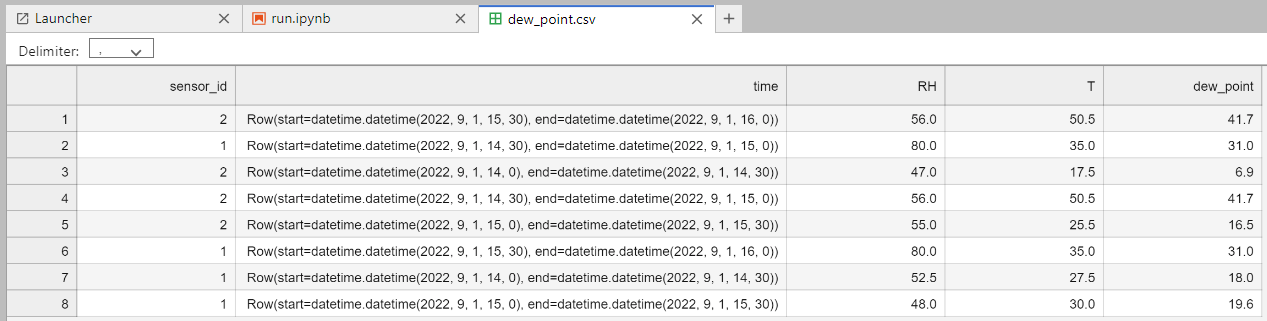 Launcher run.ipynb dew_point.csv
Delimiter: ,
sensor_id time RH T dew_point
1 2 Row(start=datetime.datetime(2022, 9, 1, 15, 30), end=datetime.datetime(2022, 9, 1, 16, 0)) 56.0 50.5 41.7
2 1 Row(start=datetime.datetime(2022, 9, 1, 14, 30), end=datetime.datetime(2022, 9, 1, 15, 0)) 80.0 35.0 31.0
3 2 Row(start=datetime.datetime(2022, 9, 1, 14, 0), end=datetime.datetime(2022, 9, 1, 14, 30)) 47.0 17.5 6.9
4 2 Row(start=datetime.datetime(2022, 9, 1, 14, 30), end=datetime.datetime(2022, 9, 1, 15, 0)) 56.0 50.5 41.7
5 2 Row(start=datetime.datetime(2022, 9, 1, 15, 0), end=datetime.datetime(2022, 9, 1, 15, 30)) 55.0 25.5 16.5
6 1 Row(start=datetime.datetime(2022, 9, 1, 15, 30), end=datetime.datetime(2022, 9, 1, 16, 0)) 80.0 35.0 31.0
7 1 Row(start=datetime.datetime(2022, 9, 1, 14, 0), end=datetime.datetime(2022, 9, 1, 14, 30)) 52.5 27.5 18.0
8 1 Row(start=datetime.datetime(2022, 9, 1, 15, 0), end=datetime.datetime(2022, 9, 1, 15, 30)) 48.0 30.0 19.6